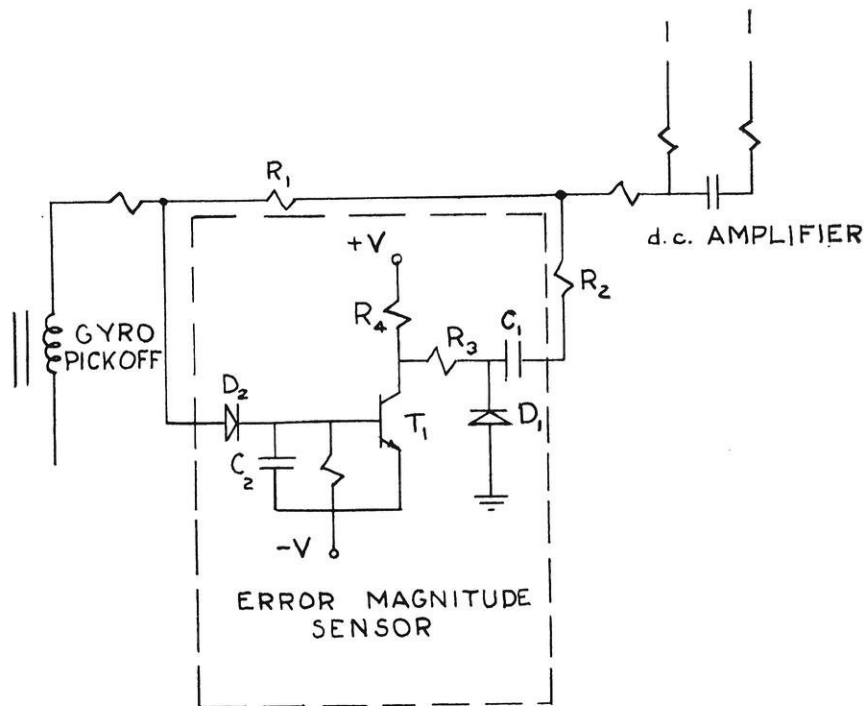 R1
d.c. AMPLIFIER
+V
R2
R4
R3
C1
GYRO
PICKOFF
D2
T1
D1
C2
-V
ERROR MAGNITUDE
SENSOR